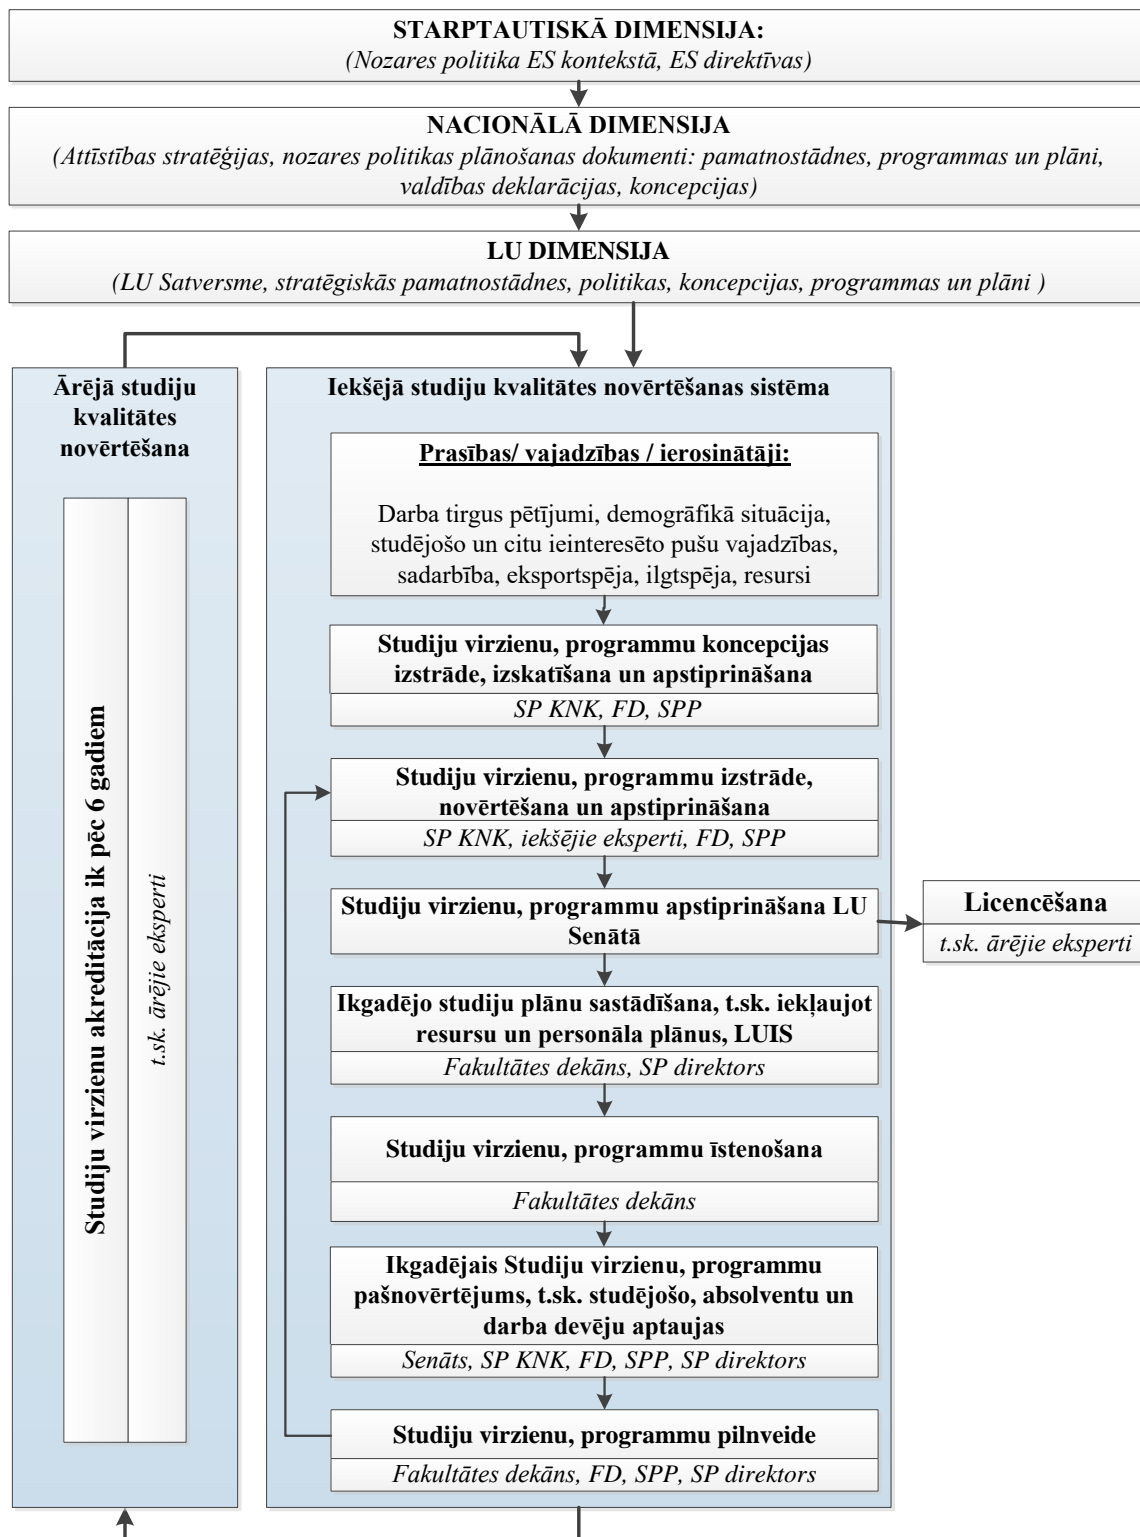 STARPTAUTISKĀ DIMENSIJA:
(Nozares politika ES kontekstā, ES direktīvas)
NACIONĀLĀ DIMENSIJA
(Attīstības stratēģijas, nozares politikas plānošanas dokumenti: pamatnostādnes, programmas un plāni,
valdības deklarācijas, koncepcijas)
LU DIMENSIJA
(LU Satversme, stratēģiskās pamatnostādnes, politikas, koncepcijas, programmas un plāni )
Ārējā studiju
kvalitātes
novērtēšana
Studiju virzienu akreditācija ik pēc 6 gadiem
t.sk. ārējie eksperti
Iekšējā studiju kvalitātes novērtēšanas sistēma
Prasības/ vajadzības / ierosinātāji:
Darba tirgus pētījumi, demogrāfikā situācija,
studējošo un citu ieinteresēto pušu vajadzības,
sadarbība, eksportspēja, ilgtspēja, resursi
Studiju virzienu, programmu koncepcijas
izstrāde, izskatīšana un apstiprināšana
SP KNK, FD, SPP
Studiju virzienu, programmu izstrāde,
novērtēšana un apstiprināšana
SP KNK, iekšējie eksperti, FD, SPP
Studiju virzienu, programmu apstiprināšana LU
Senātā
Licencēšana
t.sk. ārējie eksperti
Ikgadējo studiju plānu sastādīšana, t.sk. iekļaujot
resursu un personāla plānus, LUIS
Fakultātes dekāns, SP direktors
Studiju virzienu, programmu īstenošana
Fakultātes dekāns
Ikgadējais Studiju virzienu, programmu
pašnovērtējums, t.sk. studējošo, absolventu un
darba devēju aptaujas
Senāts, SP KNK, FD, SPP, SP direktors
Studiju virzienu, programmu pilnveide
Fakultātes dekāns, FD, SPP, SP direktors